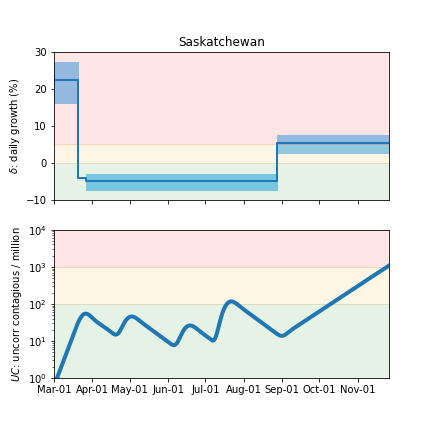 Saskatchewan
δ: daily growth (%)
30
20
10
0
−10
UC: uncorr contagious / million
10⁴
10³
10²
10¹
10⁰
Mar-01 Apr-01 May-01 Jun-01 Jul-01 Aug-01 Sep-01 Oct-01 Nov-01